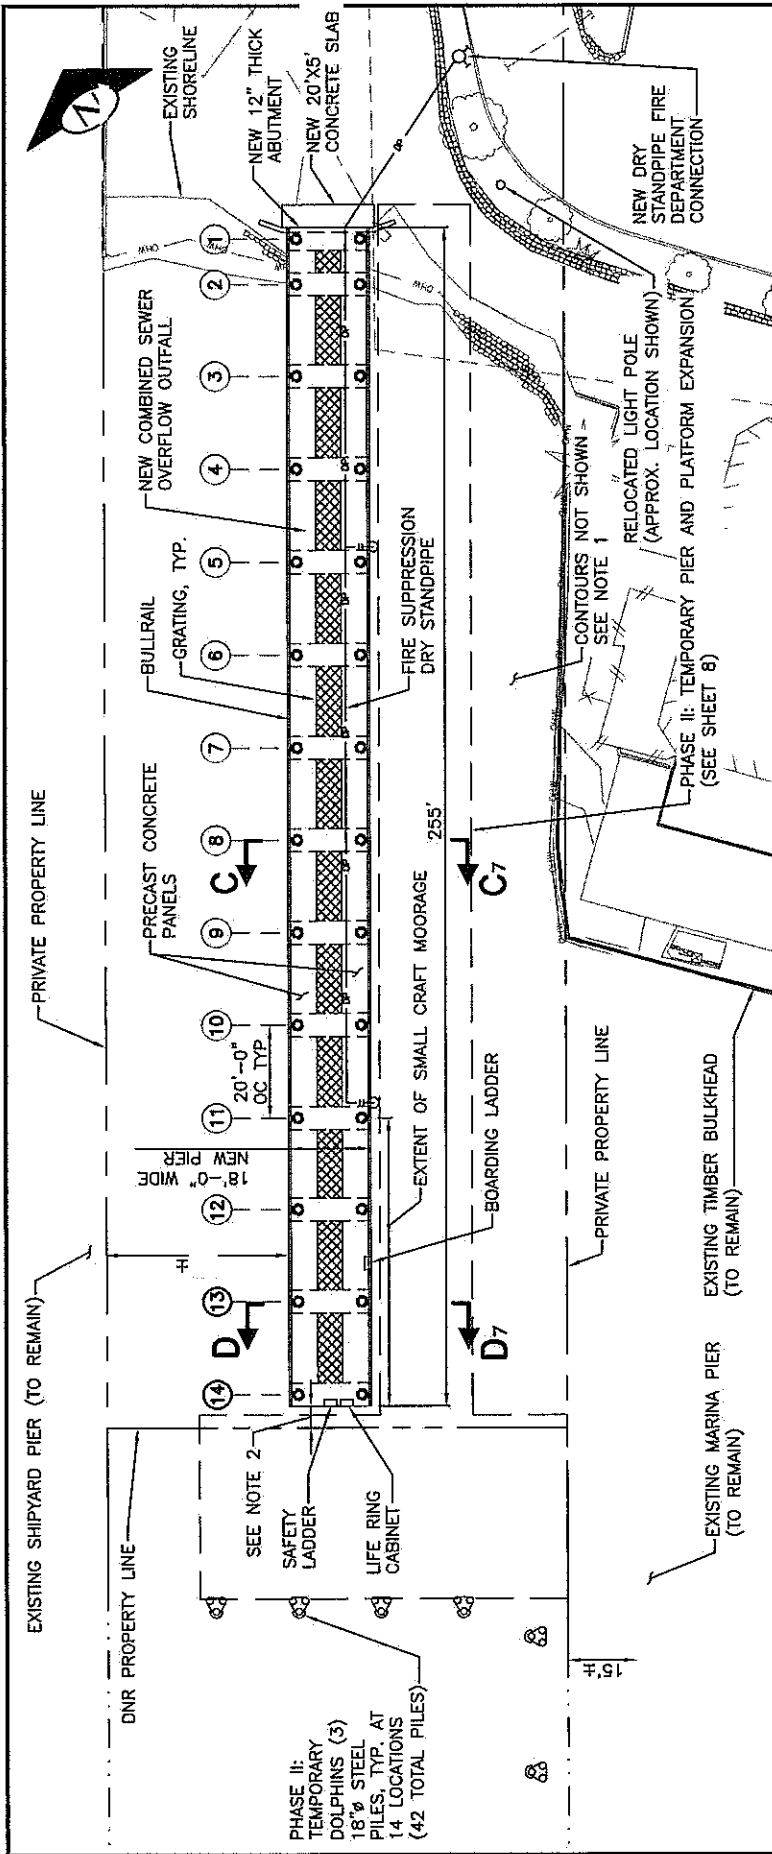 EXISTING SHIPYARD PIER (TO REMAIN)
PRIVATE PROPERTY LINE
DNR PROPERTY LINE
EXISTING
SHORELINE
N
NEW 12" THICK
ABUTMENT
NEW 20'X5'
CONCRETE SLAB
NEW COMBINED SEWER
OVERFLOW OUTFALL
BULLRAIL
GRATING, TYP.
PRECAST CONCRETE
PANELS
OHW
OHW
OHW
14
13
12
11
10
9
8
7
6
5
4
3
2
1
D
C
20'-0"
OC TYP
18'-0" WIDE
NEW PIER
SEE NOTE 2
SAFETY
LADDER
LIFE RING
CABINET
EXTENT OF SMALL CRAFT MOORAGE
BOARDING LADDER
FIRE SUPPRESSION
DRY STANDPIPE
255'
D7
C7
PHASE II:
TEMPORARY
DOLPHINS (3)
18"ø STEEL
PILES, TYP. AT
14 LOCATIONS
(42 TOTAL PILES)
CONTOURS NOT SHOWN
SEE NOTE 1
RELOCATED LIGHT POLE
(APPROX. LOCATION SHOWN)
NEW DRY
STANDPIPE FIRE
DEPARTMENT
CONNECTION
PHASE II: TEMPORARY PIER AND PLATFORM EXPANSION
(SEE SHEET 8)
PRIVATE PROPERTY LINE
15'±
EXISTING MARINA PIER
(TO REMAIN)
EXISTING TIMBER BULKHEAD
(TO REMAIN)